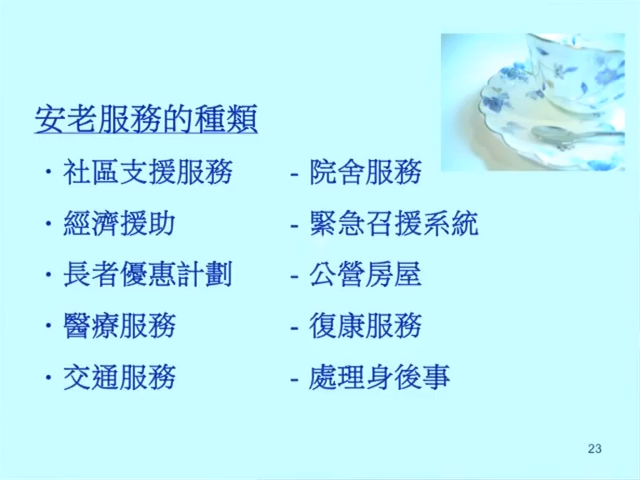 安老服務的種類
・社區支援服務 - 院舍服務
・經濟援助 - 緊急召援系統
・長者優惠計劃 - 公營房屋
・醫療服務 - 復康服務
・交通服務 - 處理身後事
23